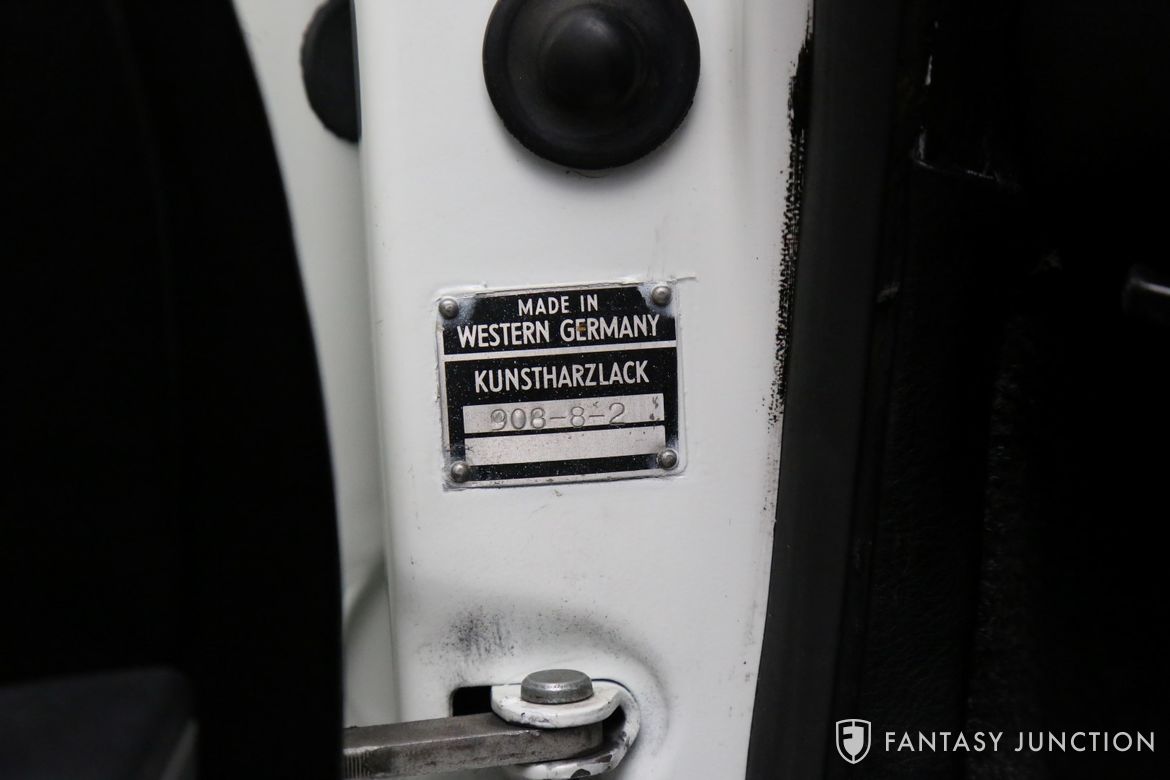 MADE IN
WESTERN GERMANY
KUNSTHARZLACK
908-8-2
FANTASY JUNCTION